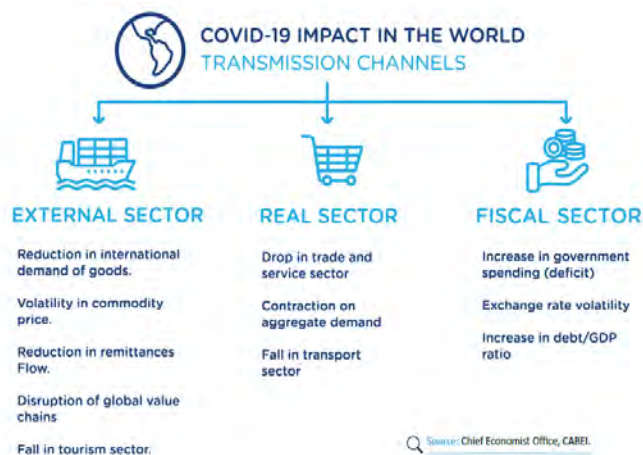 COVID-19 IMPACT IN THE WORLD
TRANSMISSION CHANNELS
EXTERNAL SECTOR
Reduction in international
demand of goods.
Volatility in commodity
price.
Reduction in remittances
Flow.
Disruption of global value
chains
Fall in tourism sector.
REAL SECTOR
Drop in trade and
service sector
Contraction on
aggregate demand
Fall in transport
sector
FISCAL SECTOR
Increase in government
spending (deficit)
Exchange rate volatility
Increase in debt/GDP
ratio
Source: Chief Economist Office, CABEI.